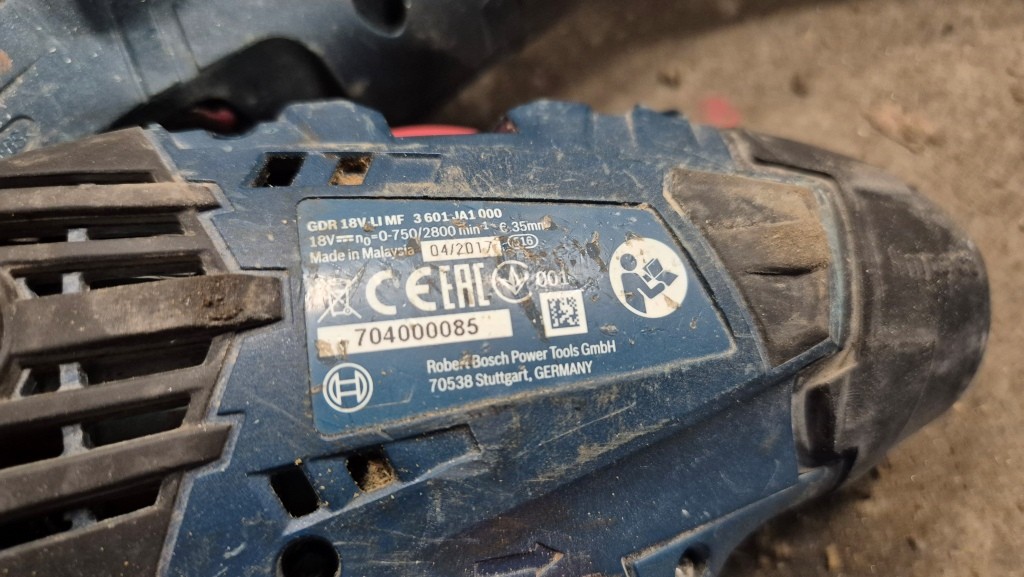 GDR 18V-LI MF 3 601 JA1 000
18V⎓ n₀=0-750/2800 min⁻¹ 35mm
Made in Malaysia 04/2017 E16
CE EAC 001
704000085
Robert Bosch Power Tools GmbH
70538 Stuttgart, GERMANY